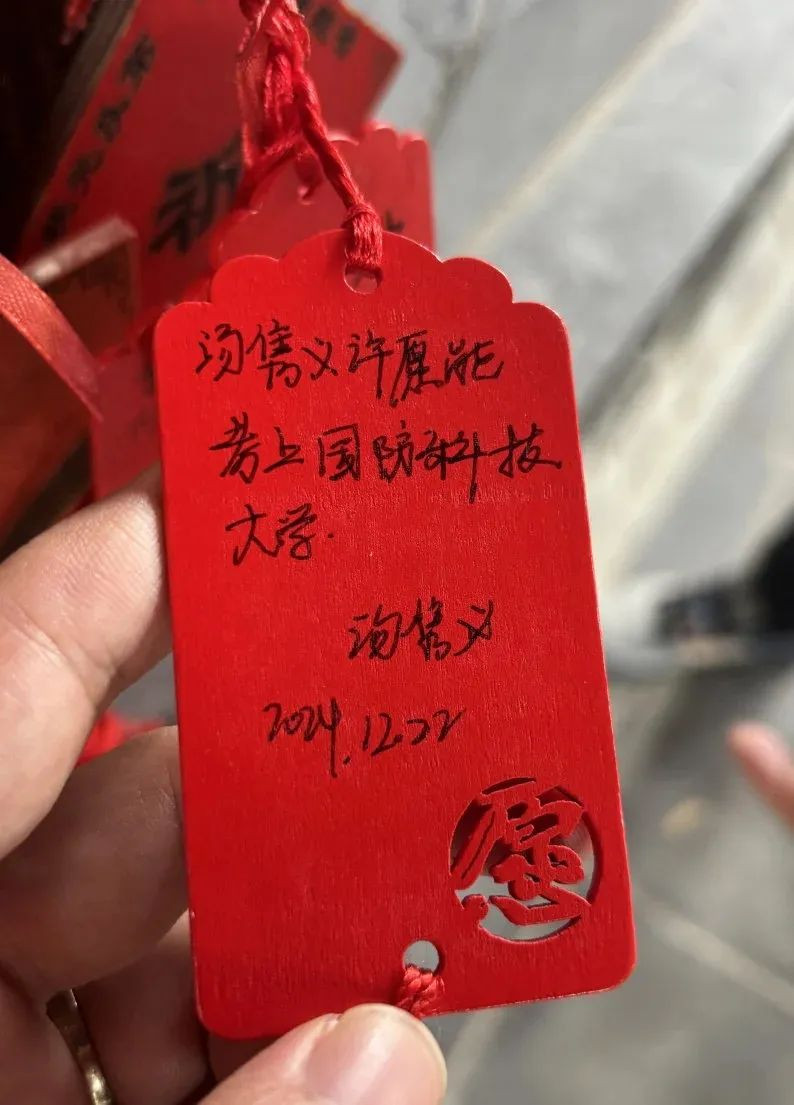 汤隽义许愿能
考上国防科技
大学.
汤隽义
2024.12.22
愿
祈